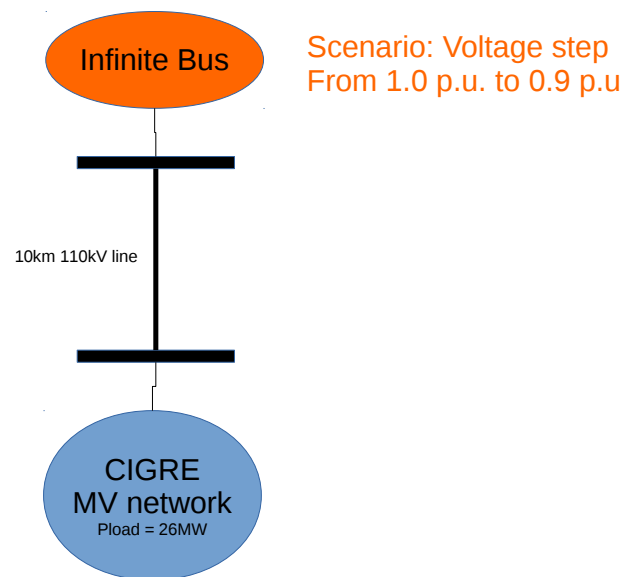 Infinite Bus
Scenario: Voltage step
From 1.0 p.u. to 0.9 p.u
10km 110kV line
CIGRE
MV network
Pload = 26MW